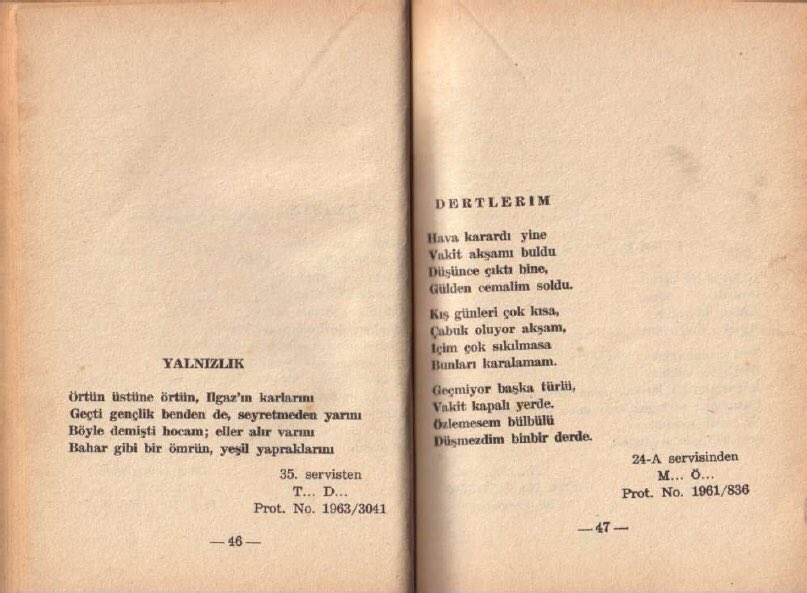 YALNIZLIK
örtün üstüne örtün, Ilgaz'ın karlarını
Geçti gençlik benden de, seyretmeden yarını
Böyle demişti hocam; eller alır varını
Bahar gibi bir ömrün, yeşil yapraklarını
35. servisten
T... D...
Prot. No. 1963/3041
— 46 —
DERTLERİM
Hava karardı yine
Vakit akşamı buldu
Düşünce çıktı bine,
Gülden cemalim soldu.
Kış günleri çok kısa,
Çabuk oluyor akşam,
İçim çok sıkılmasa
Bunları karalamam.
Geçmiyor başka türlü,
Vakit kapalı yerde.
Özlemesem bülbülü
Düşmezdim binbir derde.
24-A servisinden
M... Ö...
Prot. No. 1961/836
— 47 —